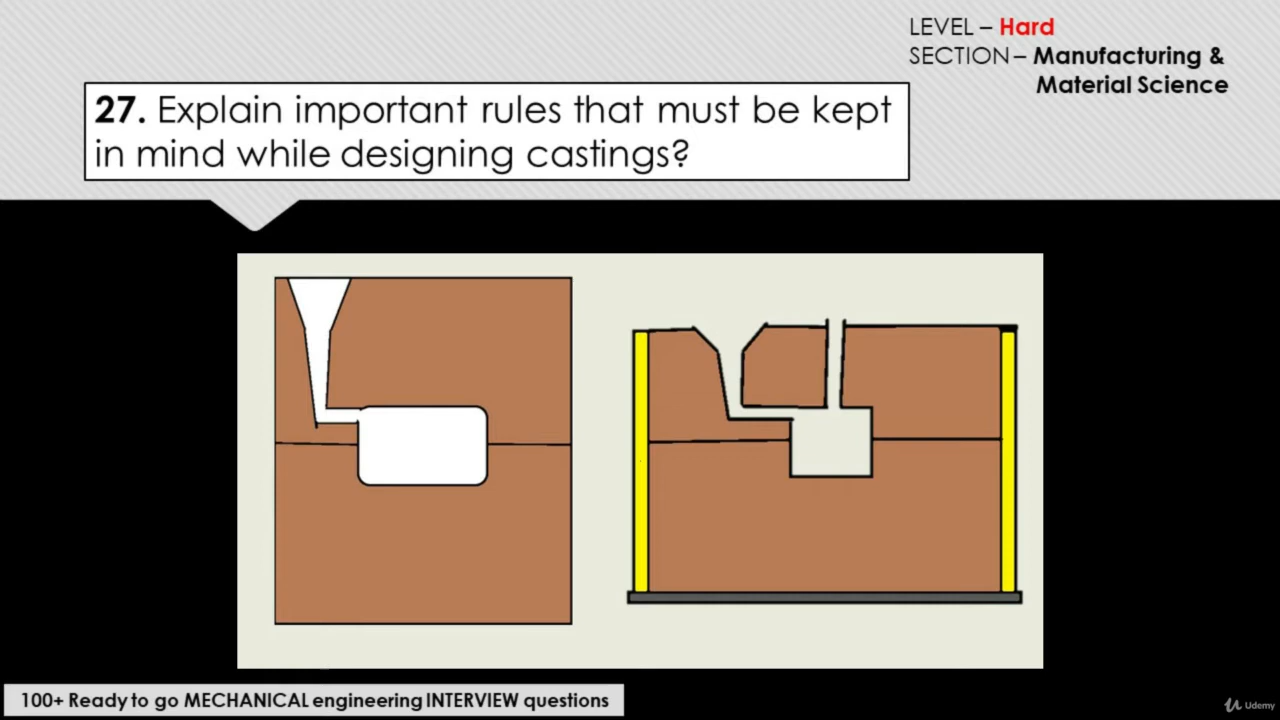 LEVEL – Hard
SECTION – Manufacturing &
Material Science
27. Explain important rules that must be kept
in mind while designing castings?
100+ Ready to go MECHANICAL engineering INTERVIEW questions
Udemy